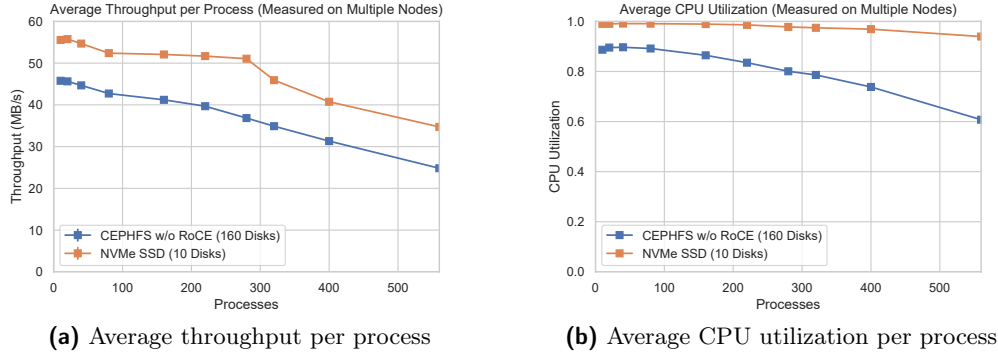 Average Throughput per Process (Measured on Multiple Nodes)
60
50
40
30
20
10
0
Throughput (MB/s)
CEPHFS w/o RoCE (160 Disks)
NVMe SSD (10 Disks)
0 100 200 300 400 500
Processes
(a) Average throughput per process
Average CPU Utilization (Measured on Multiple Nodes)
1.0
0.8
0.6
0.4
0.2
0.0
CPU Utilization
CEPHFS w/o RoCE (160 Disks)
NVMe SSD (10 Disks)
0 100 200 300 400 500
Processes
(b) Average CPU utilization per process